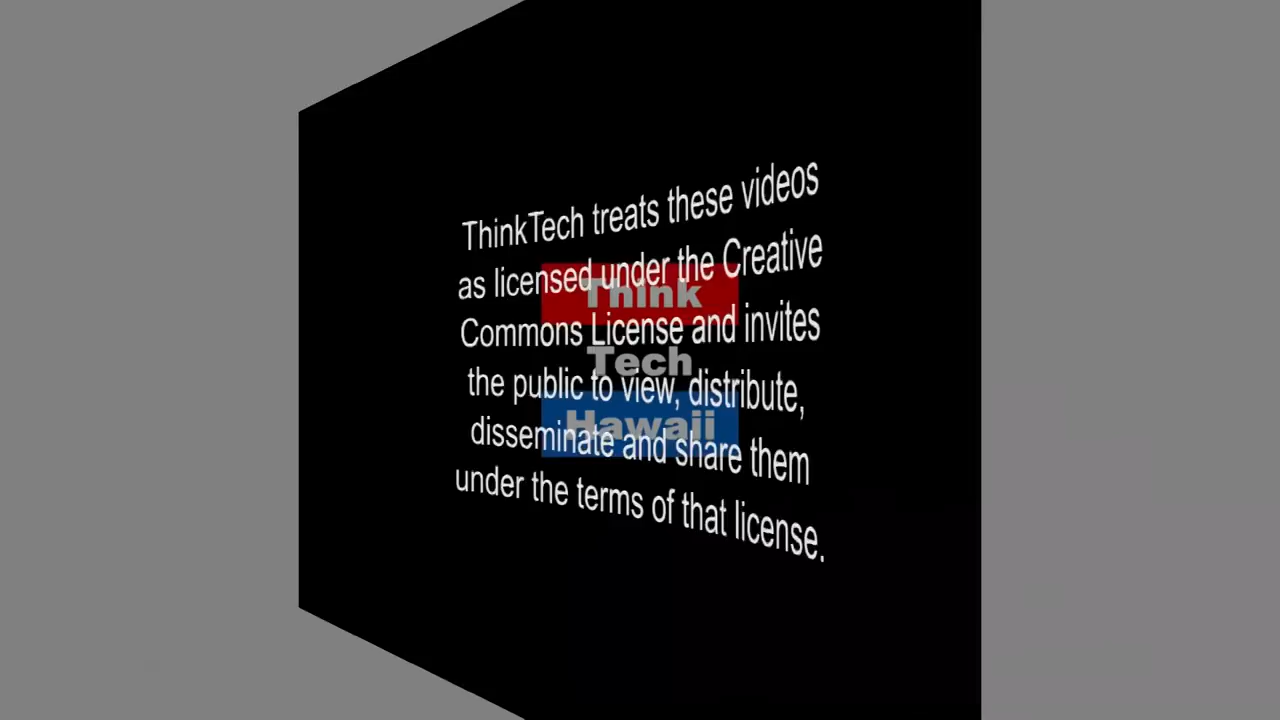 ThinkTech treats these videos
as licensed under the Creative
Commons License and invites
the public to view, distribute,
disseminate and share them
under the terms of that license.
Think
Tech
Hawaii